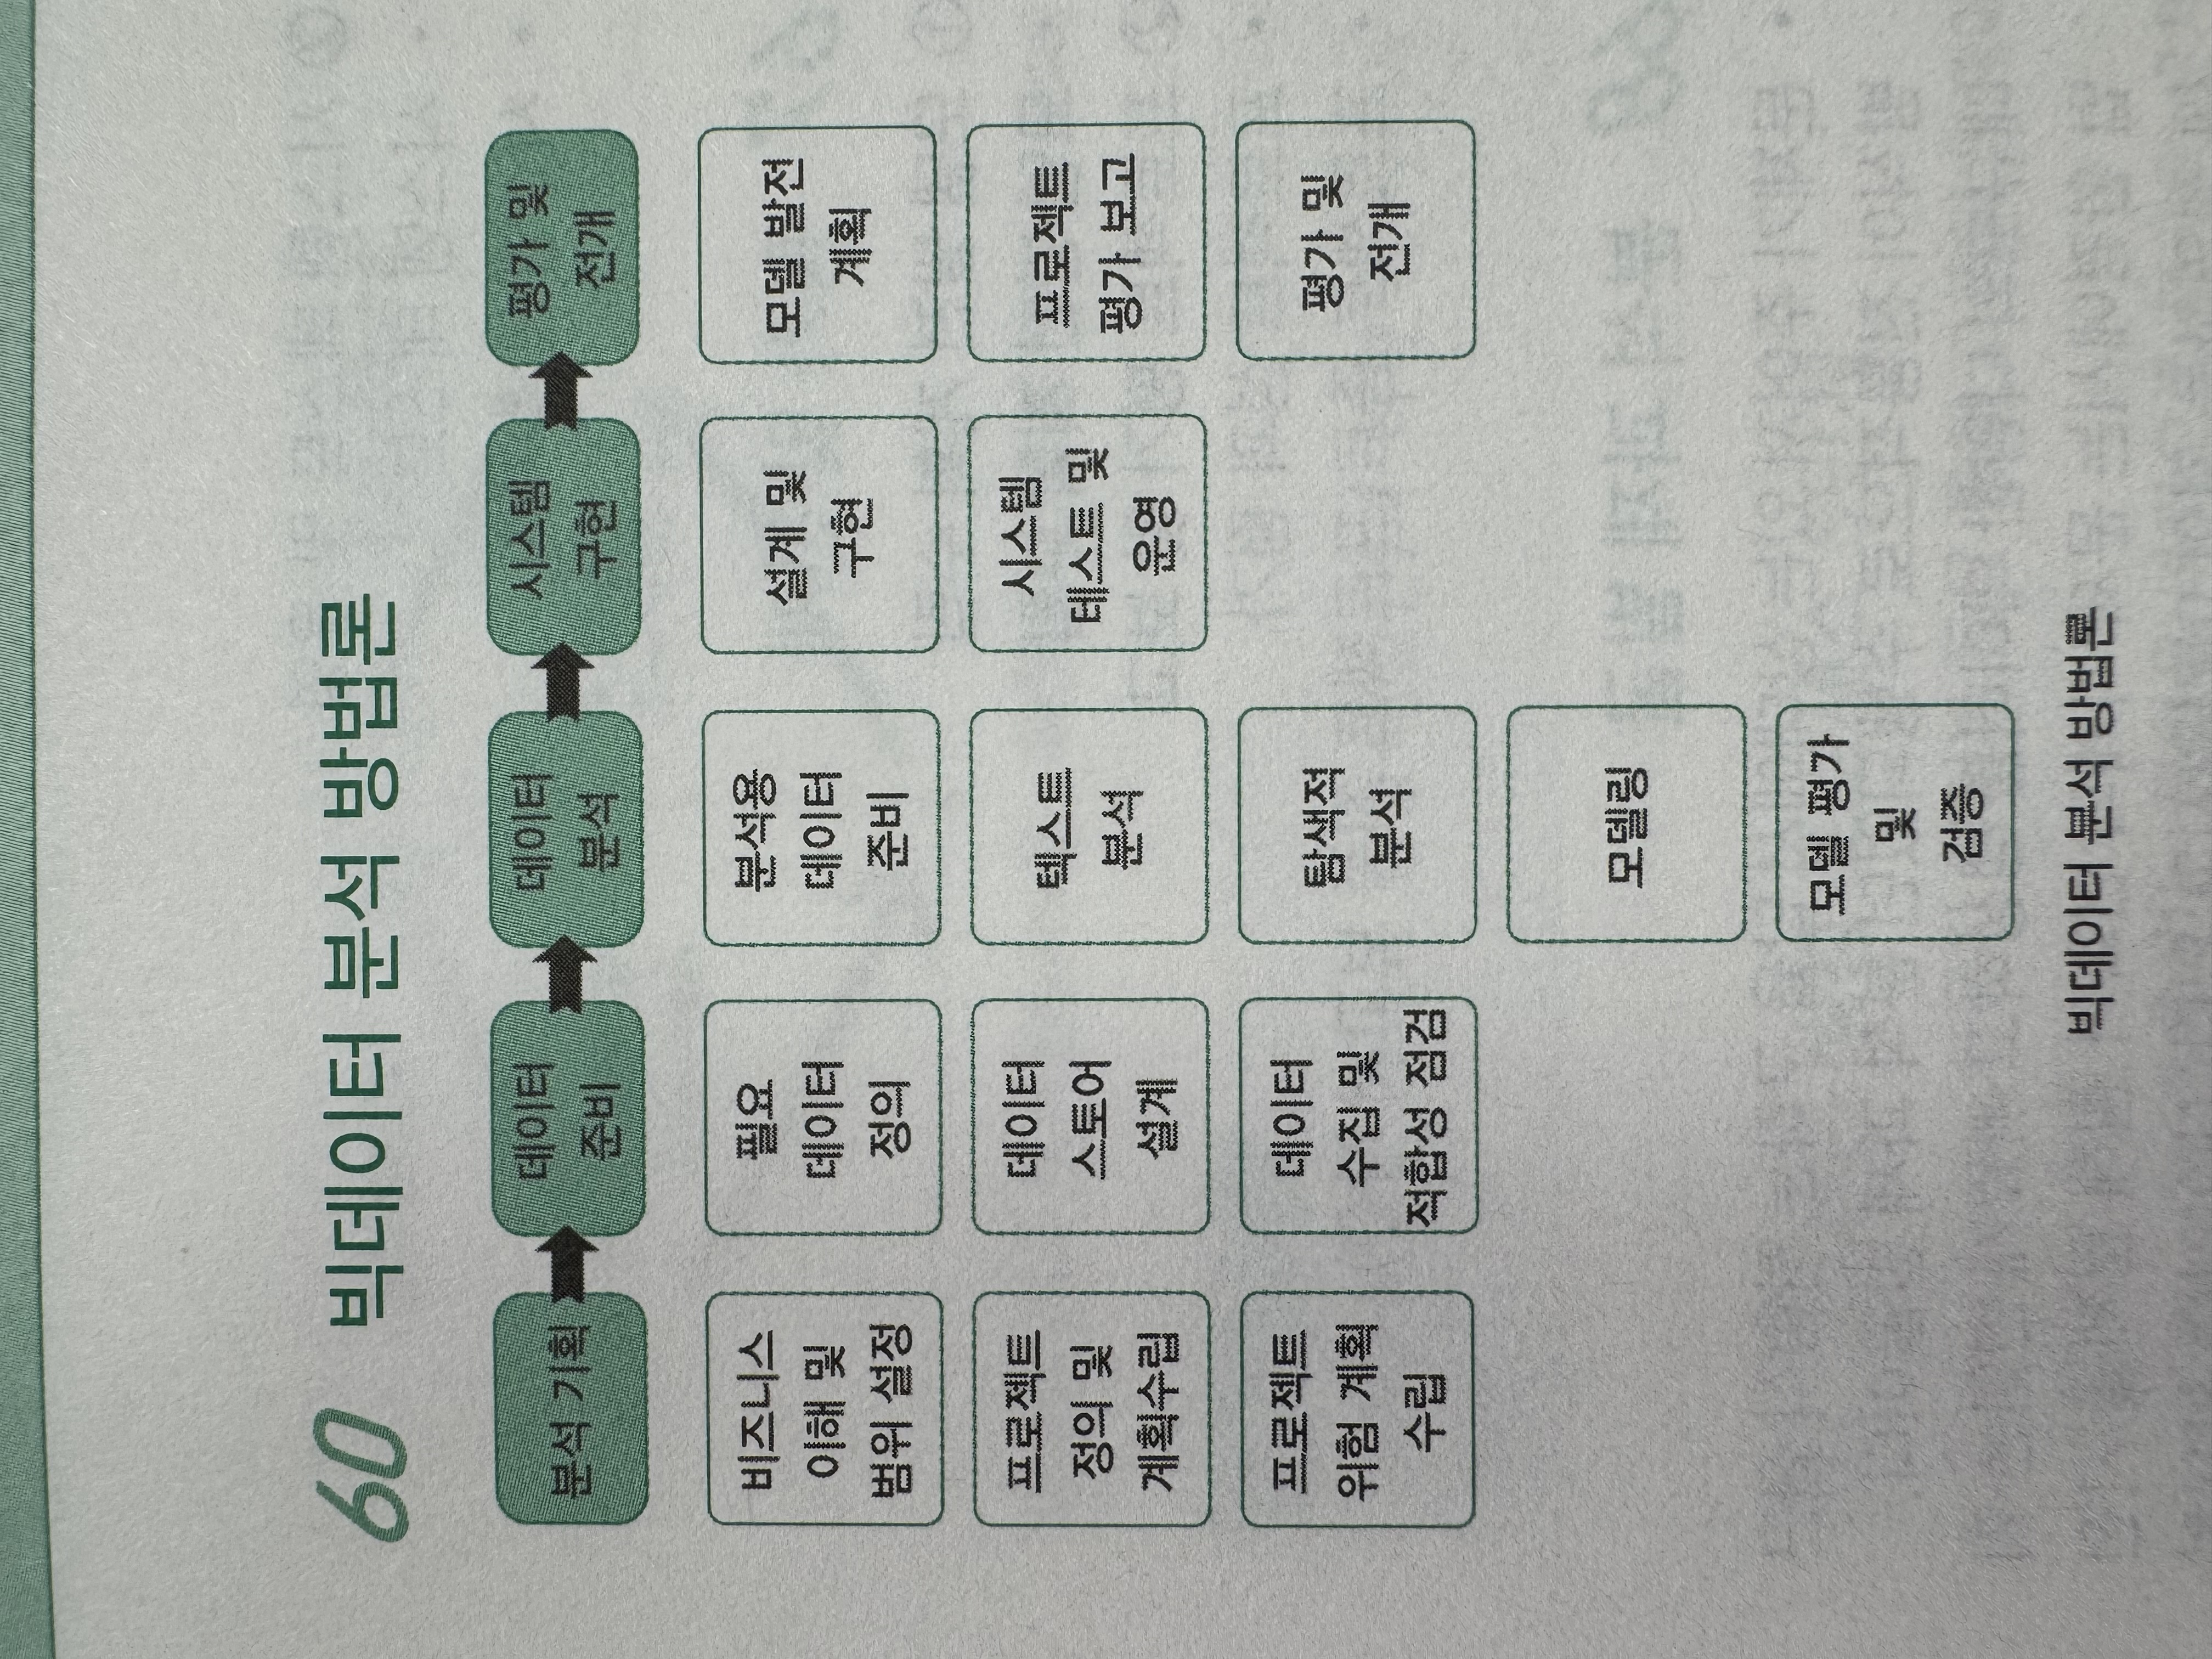 60 빅데이터 분석 방법론
분석 기획
데이터
준비
데이터
분석
시스템
구현
평가 및
전개
비즈니스
이해 및
범위 설정
필요
데이터
정의
분석용
데이터
준비
설계 및
구현
모델 발전
계획
프로젝트
정의 및
계획수립
데이터
스토어
설계
텍스트
분석
시스템
테스트 및
운영
프로젝트
평가 보고
프로젝트
위험 계획
수립
데이터
수집 및
적합성 점검
탐색적
분석
평가 및
전개
모델링
모델 평가
및
검증
빅데이터 분석 방법론